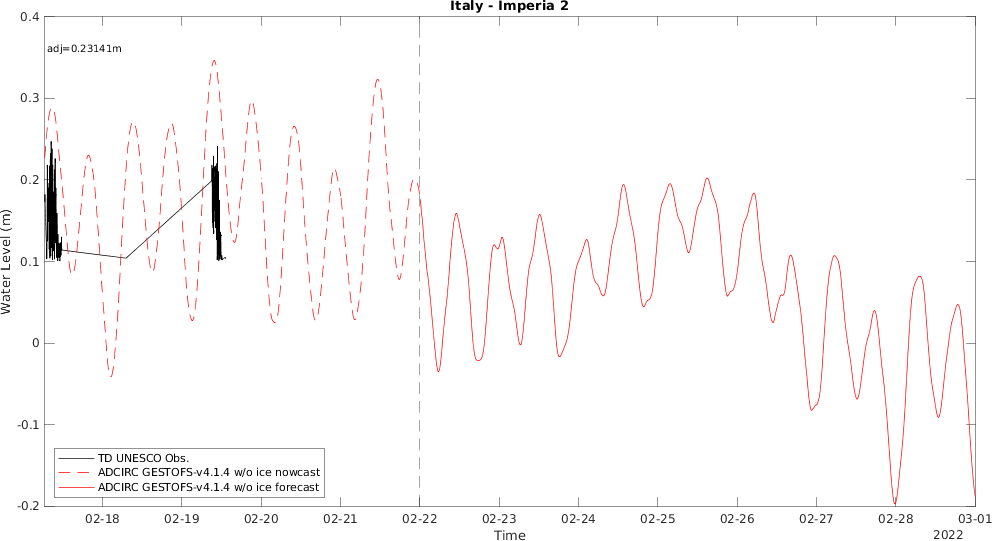 Italy - Imperia 2
adj=0.23141m
Water Level (m)
0.4
0.3
0.2
0.1
0
-0.1
-0.2
TD UNESCO Obs.
ADCIRC GESTOFS-v4.1.4 w/o ice nowcast
ADCIRC GESTOFS-v4.1.4 w/o ice forecast
02-18 02-19 02-20 02-21 02-22 02-23 02-24 02-25 02-26 02-27 02-28 03-01
Time
2022